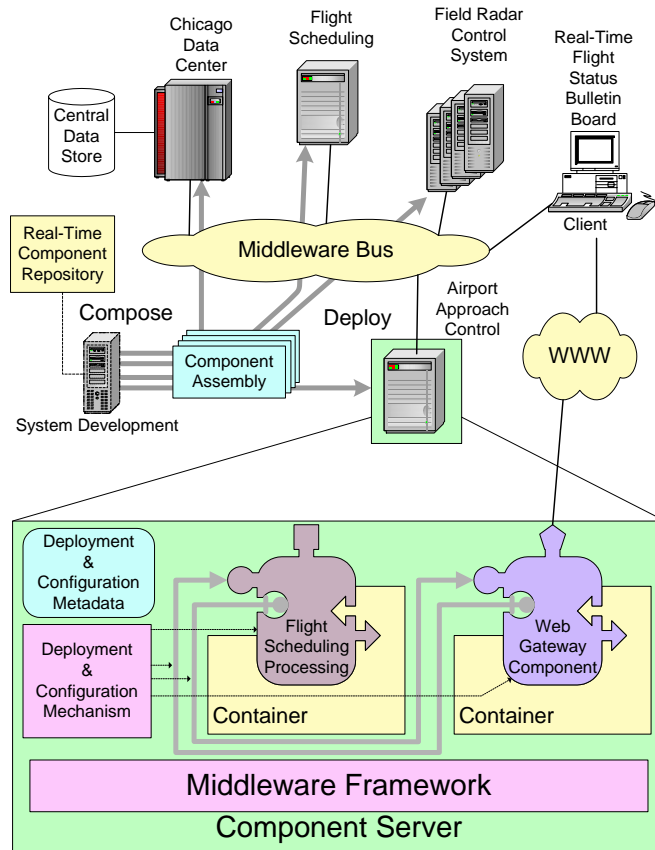 Chicago
Data
Center
Flight
Scheduling
Field Radar
Control
System
Real-Time
Flight
Status
Bulletin
Board
Central
Data
Store
Client
Real-Time
Component
Repository
Middleware Bus
Compose
Deploy
Airport
Approach
Control
Component
Assembly
WWW
System Development
Deployment
&
Configuration
Metadata
Deployment
&
Configuration
Mechanism
Flight
Scheduling
Processing
Web
Gateway
Component
Container
Container
Middleware Framework
Component Server